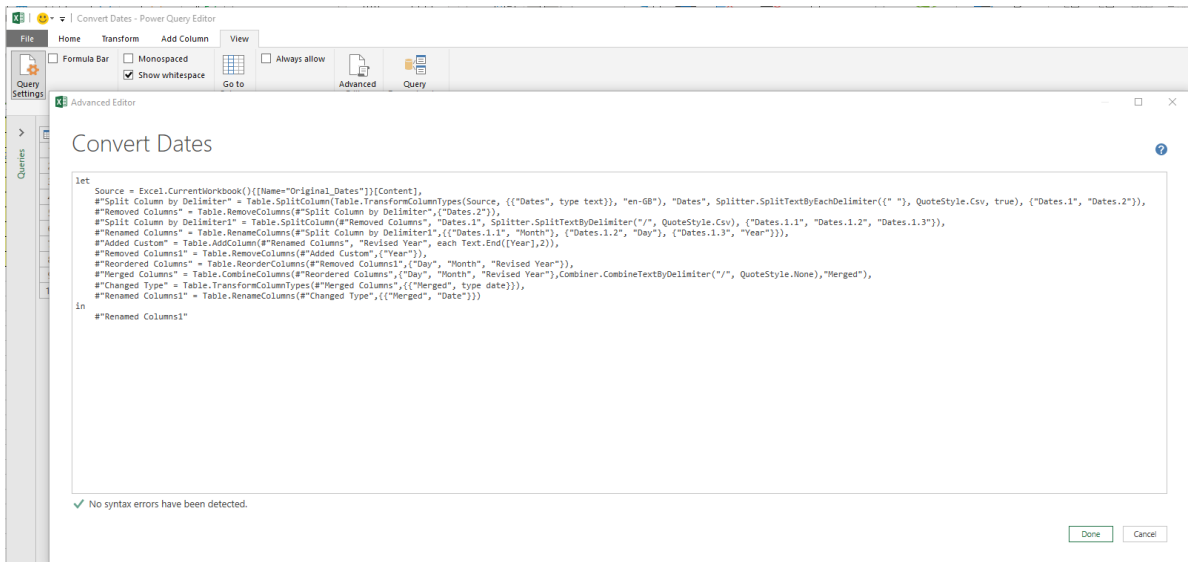 Convert Dates - Power Query Editor
File Home Transform Add Column View
Formula Bar Monospaced Always allow
Show whitespace
Query Settings Go to Advanced Query
Advanced Editor
Queries
Convert Dates
let
    Source = Excel.CurrentWorkbook(){[Name="Original_Dates"]}[Content],
    #"Split Column by Delimiter" = Table.SplitColumn(Table.TransformColumnTypes(Source, {{"Dates", type text}}, "en-GB"), "Dates", Splitter.SplitTextByEachDelimiter({" "}, QuoteStyle.Csv, true), {"Dates.1", "Dates.2"}),
    #"Removed Columns" = Table.RemoveColumns(#"Split Column by Delimiter",{"Dates.2"}),
    #"Split Column by Delimiter1" = Table.SplitColumn(#"Removed Columns", "Dates.1", Splitter.SplitTextByDelimiter("/", QuoteStyle.Csv), {"Dates.1.1", "Dates.1.2", "Dates.1.3"}),
    #"Renamed Columns" = Table.RenameColumns(#"Split Column by Delimiter1",{{"Dates.1.1", "Month"}, {"Dates.1.2", "Day"}, {"Dates.1.3", "Year"}}),
    #"Added Custom" = Table.AddColumn(#"Renamed Columns", "Revised Year", each Text.End([Year],2)),
    #"Removed Columns1" = Table.RemoveColumns(#"Added Custom",{"Year"}),
    #"Reordered Columns" = Table.ReorderColumns(#"Removed Columns1",{"Day", "Month", "Revised Year"}),
    #"Merged Columns" = Table.CombineColumns(#"Reordered Columns",{"Day", "Month", "Revised Year"},Combiner.CombineTextByDelimiter("/", QuoteStyle.None),"Merged"),
    #"Changed Type" = Table.TransformColumnTypes(#"Merged Columns",{{"Merged", type date}}),
    #"Renamed Columns1" = Table.RenameColumns(#"Changed Type",{{"Merged", "Date"}})
in
    #"Renamed Columns1"
No syntax errors have been detected.
Done Cancel